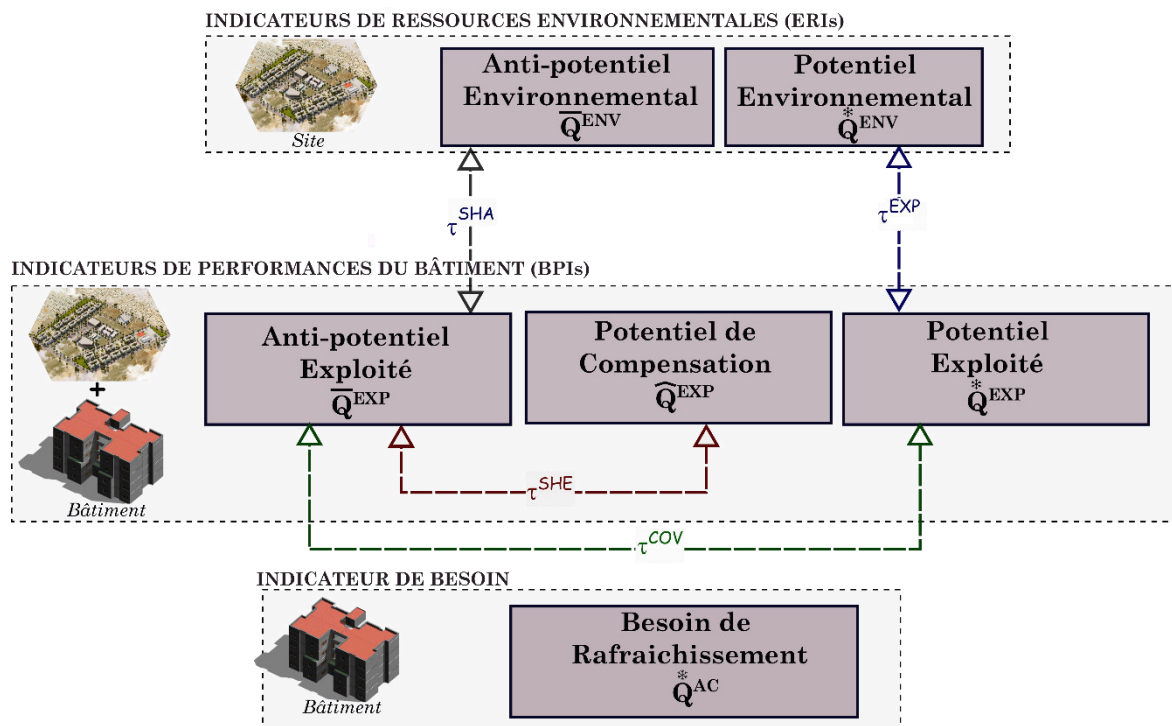 INDICATEURS DE RESSOURCES ENVIRONNEMENTALES (ERIs)
Site
Anti-potentiel
Environnemental
Q̅ᴱᴺⱽ
Potentiel
Environnemental
Q͙ᴱᴺⱽ
τˢᴴᴬ
τᴱˣᴾ
INDICATEURS DE PERFORMANCES DU BÂTIMENT (BPIs)
+
Bâtiment
Anti-potentiel
Exploité
Q̅ᴱˣᴾ
Potentiel de
Compensation
Q̂ᴱˣᴾ
Potentiel
Exploité
Q͙ᴱˣᴾ
τˢᴴᴱ
τᶜᴼⱽ
INDICATEUR DE BESOIN
Bâtiment
Besoin de
Rafraichissement
Q͙ᴬᶜ